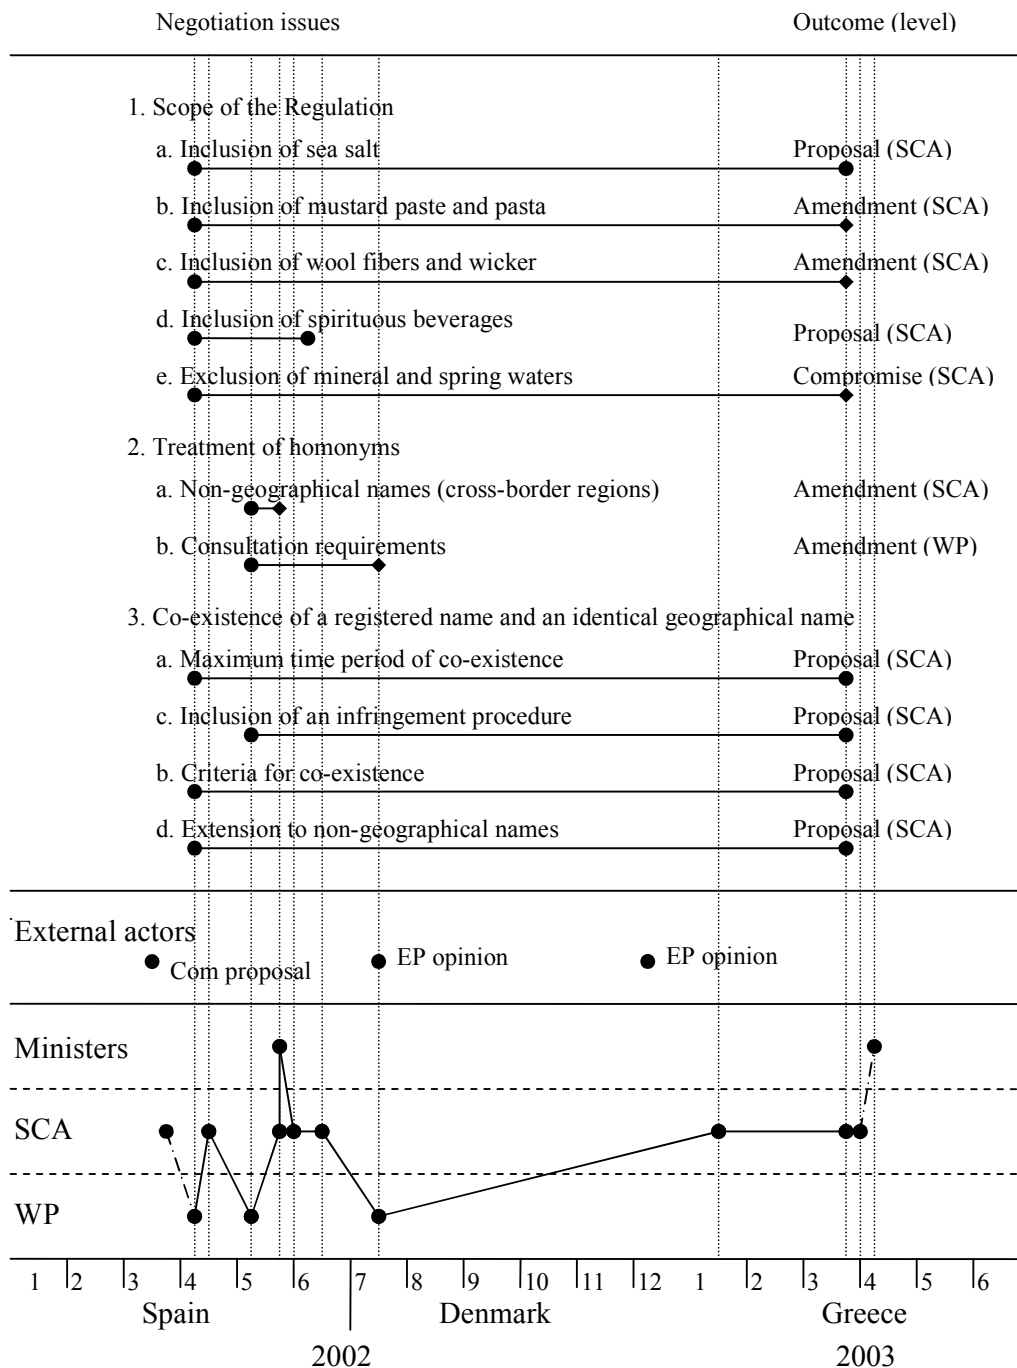 Negotiation issues Outcome (level)
1. Scope of the Regulation
a. Inclusion of sea salt Proposal (SCA)
b. Inclusion of mustard paste and pasta Amendment (SCA)
c. Inclusion of wool fibers and wicker Amendment (SCA)
d. Inclusion of spirituous beverages Proposal (SCA)
e. Exclusion of mineral and spring waters Compromise (SCA)
2. Treatment of homonyms
a. Non-geographical names (cross-border regions) Amendment (SCA)
b. Consultation requirements Amendment (WP)
3. Co-existence of a registered name and an identical geographical name
a. Maximum time period of co-existence Proposal (SCA)
c. Inclusion of an infringement procedure Proposal (SCA)
b. Criteria for co-existence Proposal (SCA)
d. Extension to non-geographical names Proposal (SCA)
External actors
Com proposal EP opinion EP opinion
Ministers
SCA
WP
1 2 3 4 5 6 7 8 9 10 11 12 1 2 3 4 5 6
Spain Denmark Greece
2002 2003